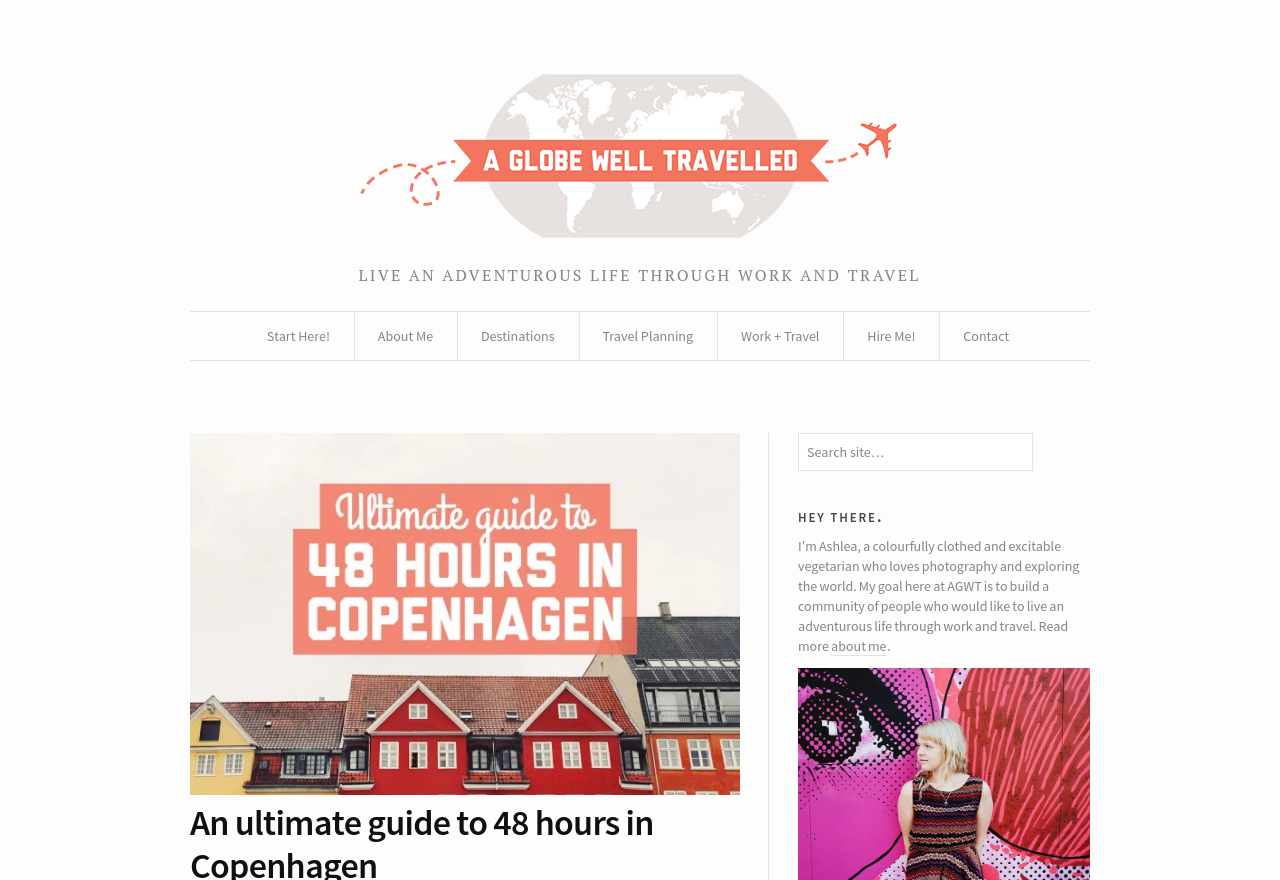 A GLOBE WELL TRAVELLED
LIVE AN ADVENTUROUS LIFE THROUGH WORK AND TRAVEL
Start Here!
About Me
Destinations
Travel Planning
Work + Travel
Hire Me!
Contact
Ultimate guide to
48 HOURS IN
COPENHAGEN
An ultimate guide to 48 hours in
Copenhagen
Search site…
HEY THERE.
I'm Ashlea, a colourfully clothed and excitable
vegetarian who loves photography and exploring
the world. My goal here at AGWT is to build a
community of people who would like to live an
adventurous life through work and travel. Read
more about me.